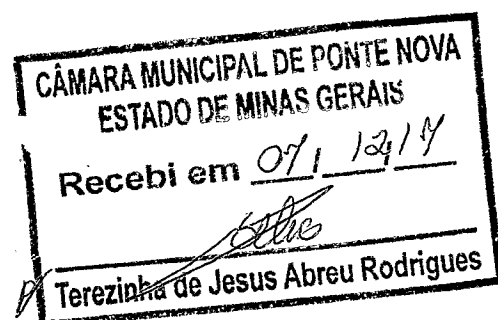 CÂMARA MUNICIPAL DE PONTE NOVA
ESTADO DE MINAS GERAIS
Recebi em 07 / 12 / 17
Terezinha de Jesus Abreu Rodrigues